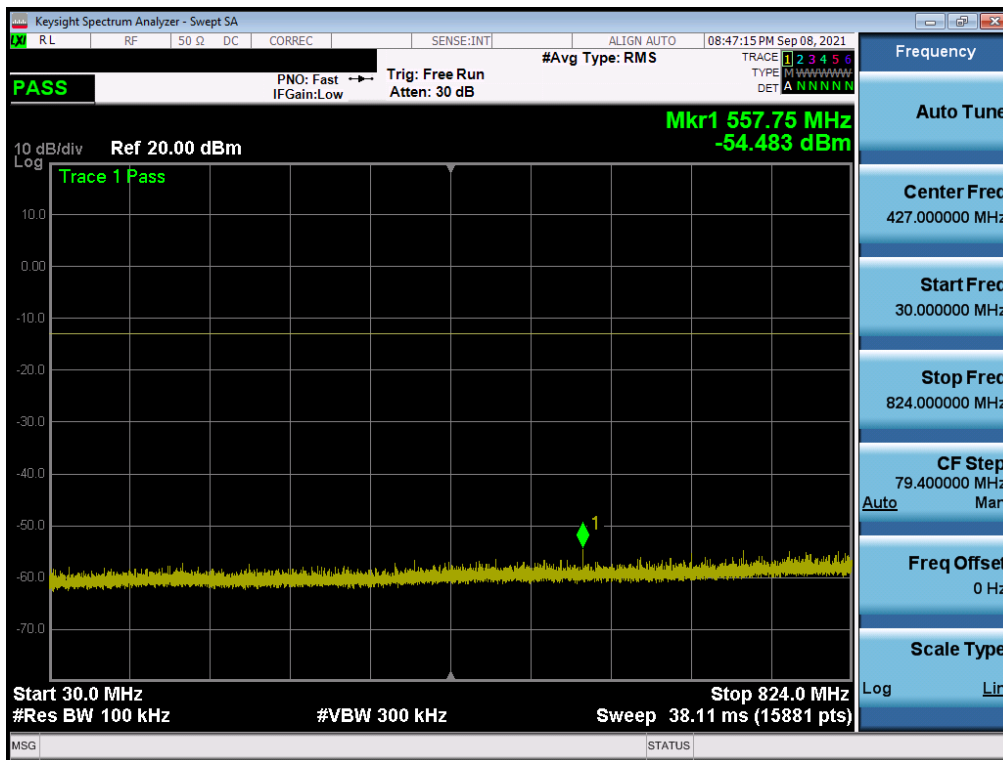 Keysight Spectrum Analyzer - Swept SA
LXI RL RF 50 Ω DC CORREC SENSE:INT ALIGN AUTO 08:47:15 PM Sep 08, 2021
#Avg Type: RMS
TRACE 1 2 3 4 5 6
TYPE M WWWWW
DET A N N N N N
PASS
PNO: Fast
IFGain:Low
Trig: Free Run
Atten: 30 dB
Mkr1 557.75 MHz
-54.483 dBm
10 dB/div
Log
Ref 20.00 dBm
Trace 1 Pass
10.0
0.00
-10.0
-20.0
-30.0
-40.0
-50.0
-60.0
-70.0
1
Start 30.0 MHz
Stop 824.0 MHz
#Res BW 100 kHz
#VBW 300 kHz
Sweep 38.11 ms (15881 pts)
MSG
STATUS
Frequency
Auto Tune
Center Freq
427.000000 MHz
Start Freq
30.000000 MHz
Stop Freq
824.000000 MHz
CF Step
79.400000 MHz
Auto Man
Freq Offset
0 Hz
Scale Type
Log Lin